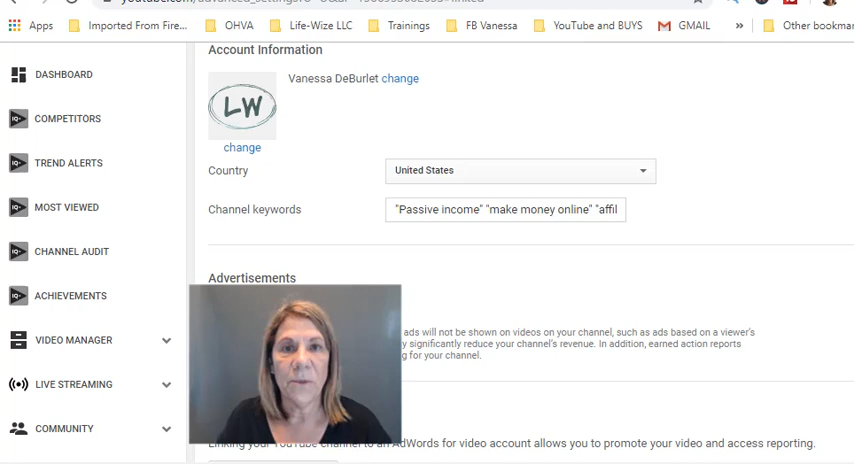 Apps Imported From Fire... OHVA Life-Wize LLC Trainings FB Vanessa YouTube and BUYS GMAIL » Other bookmar
Account Information
DASHBOARD
Vanessa DeBurlet change
LW
IQ COMPETITORS
change
IQ TREND ALERTS
Country United States
IQ MOST VIEWED
Channel keywords "Passive income" "make money online" "affil
IQ CHANNEL AUDIT
Advertisements
IQ ACHIEVEMENTS
ads will not be shown on videos on your channel, such as ads based on a viewer's
VIDEO MANAGER
y significantly reduce your channel's revenue. In addition, earned action reports
g for your channel.
LIVE STREAMING
COMMUNITY
Linking your YouTube channel to an AdWords for video account allows you to promote your video and access reporting.